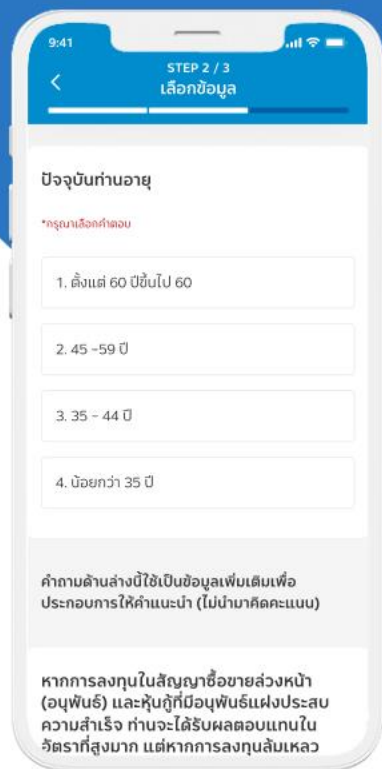 9:41
STEP 2 / 3
เลือกข้อมูล
ปัจจุบันท่านอายุ
*กรุณาเลือกคำตอบ
1. ตั้งแต่ 60 ปีขึ้นไป 60
2. 45 -59 ปี
3. 35 - 44 ปี
4. น้อยกว่า 35 ปี
คำถามด้านล่างนี้ใช้เป็นข้อมูลเพิ่มเติมเพื่อ
ประกอบการให้คำแนะนำ (ไม่นำมาคิดคะแนน)
หากการลงทุนในสัญญาซื้อขายล่วงหน้า
(อนุพันธ์) และหุ้นกู้ที่มีอนุพันธ์แฝงประสบ
ความสำเร็จ ท่านจะได้รับผลตอบแทนใน
อัตราที่สูงมาก แต่หากการลงทุนล้มเหลว